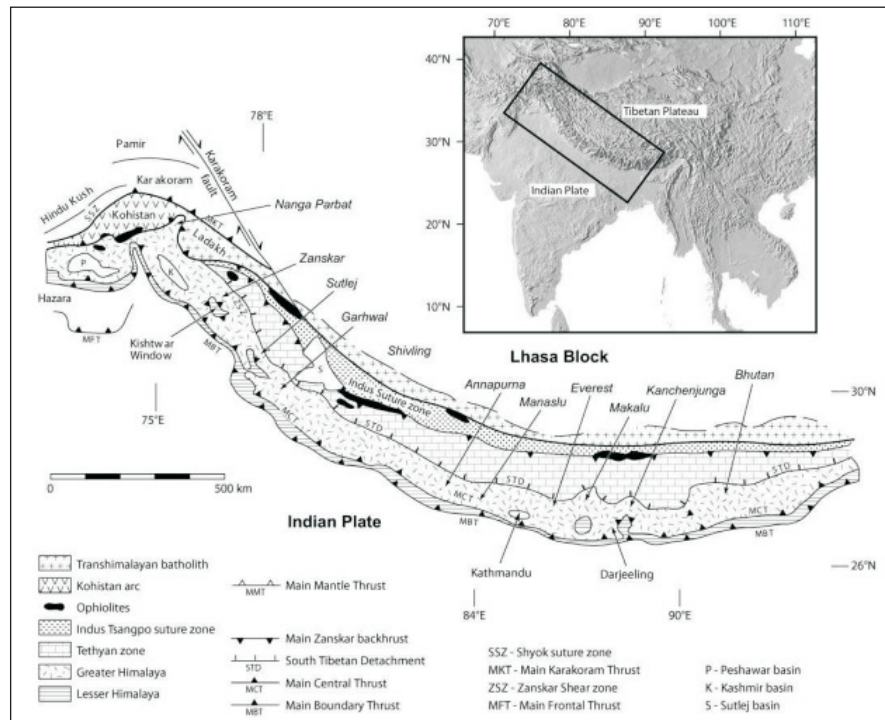 70°E 80°E 90°E 100°E 110°E
40°N
30°N
20°N
10°N
Tibetan Plateau
Indian Plate
78°E
Pamir
Karakoram
fault
Hindu Kush
Karakoram
SSZ
Kohistan
MKT
Nanga Parbat
Ladakh
Zanskar
P
K
Sutlej
Hazara
ZSZ
Garhwal
MFT
Kishtwar
Window
MBT
S
Shivling
Lhasa Block
Indus Suture zone
75°E
MCT
STD
Annapurna
Manaslu
Everest
Makalu
Kanchenjunga
Bhutan
30°N
0 500 km
Indian Plate
STD
STD
MCT
MCT
MBT
MBT
Kathmandu
Darjeeling
26°N
84°E
90°E
Transhimalayan batholith
Kohistan arc
Ophiolites
Indus Tsangpo suture zone
Tethyan zone
Greater Himalaya
Lesser Himalaya
Main Mantle Thrust
MMT
Main Zanskar backhrust
South Tibetan Detachment
STD
Main Central Thrust
MCT
Main Boundary Thrust
MBT
SSZ - Shyok suture zone
MKT - Main Karakoram Thrust
ZSZ - Zanskar Shear zone
MFT - Main Frontal Thrust
P - Peshawar basin
K - Kashmir basin
S - Sutlej basin